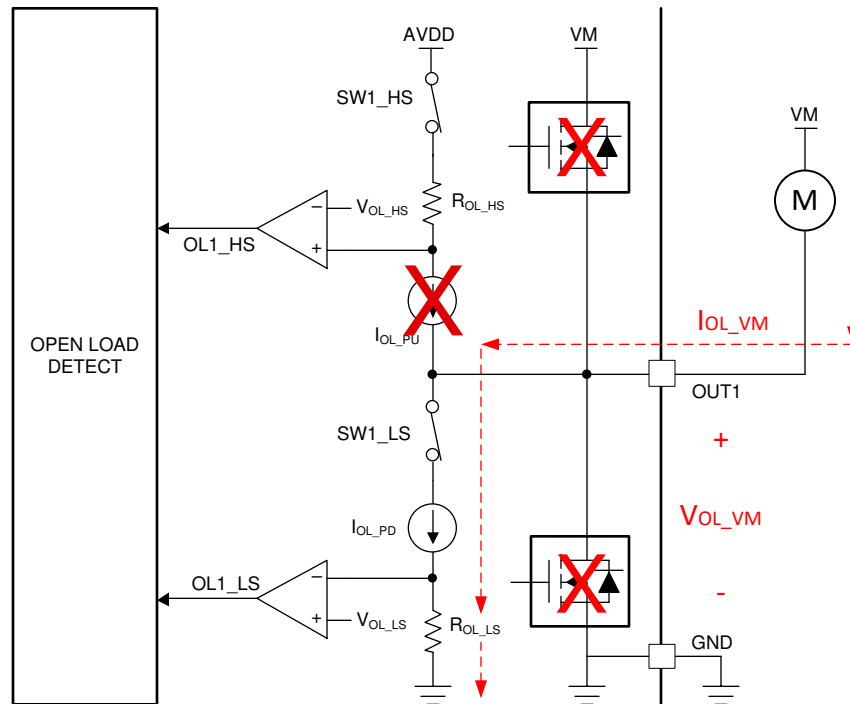 AVDD
VM
SW1_HS
VM
M
VOL_HS
ROL_HS
OL1_HS
IOL_PU
IOL_VM
OPEN LOAD
DETECT
OUT1
SW1_LS
+
VOL_VM
-
IOL_PD
OL1_LS
VOL_LS
ROL_LS
GND
−
+
−
+